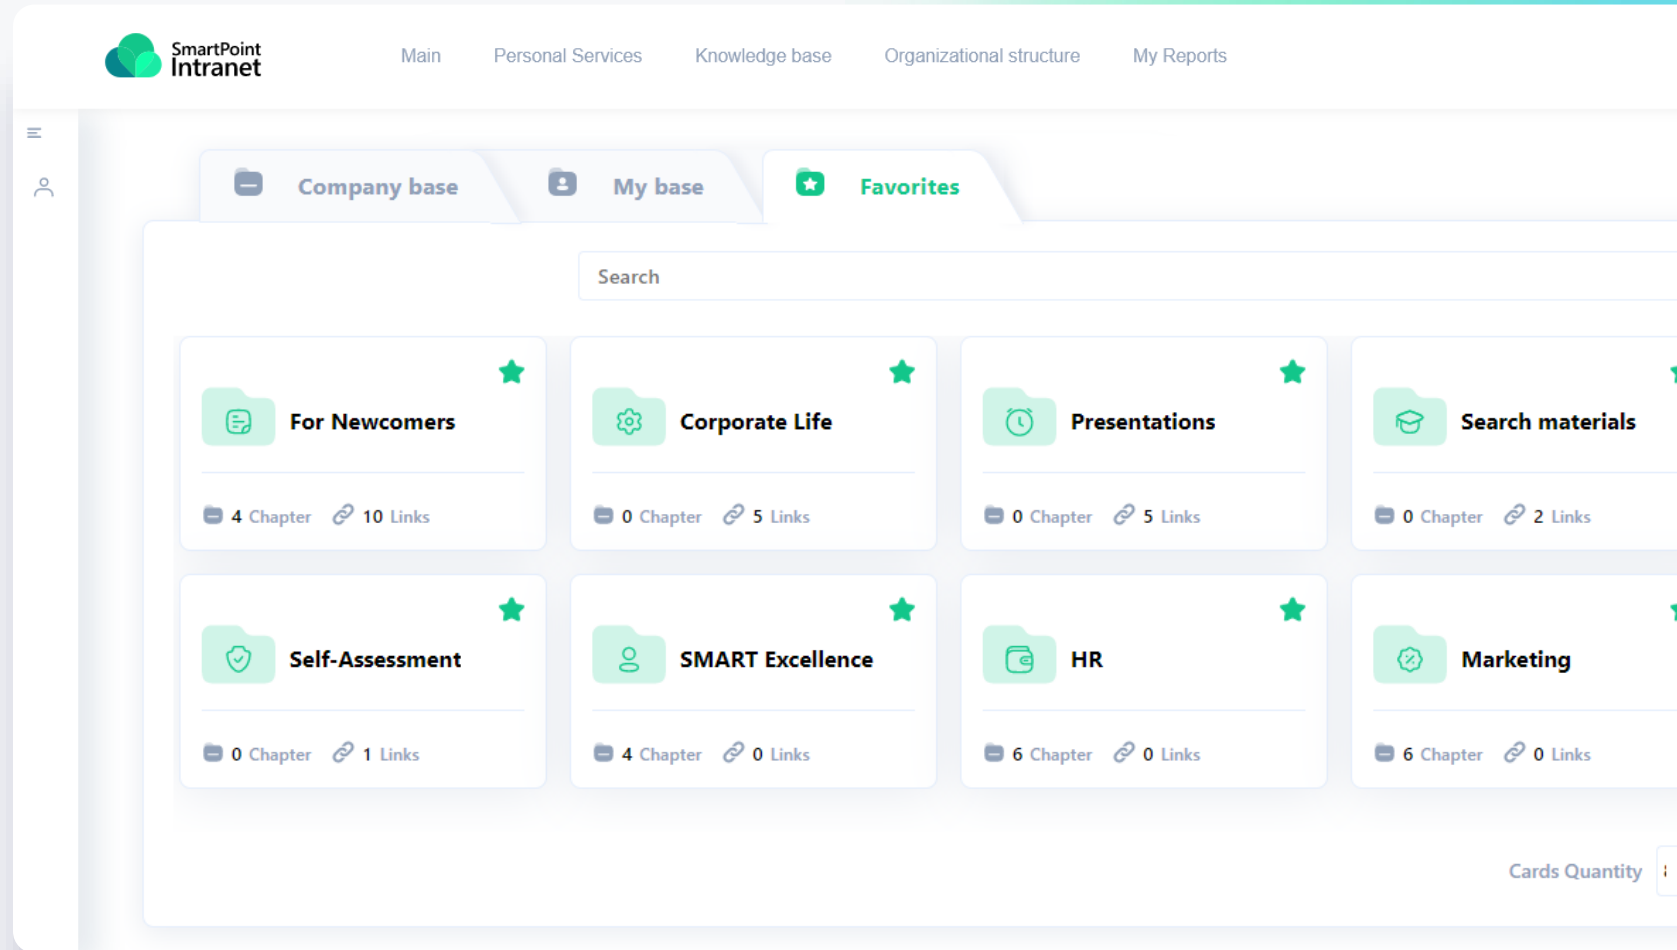 SmartPoint
Intranet
Main Personal Services Knowledge base Organizational structure My Reports
Company base My base Favorites
Search
For Newcomers Corporate Life Presentations Search materials
4 Chapter 10 Links 0 Chapter 5 Links 0 Chapter 5 Links 0 Chapter 2 Links
Self-Assessment SMART Excellence HR Marketing
0 Chapter 1 Links 4 Chapter 0 Links 6 Chapter 0 Links 6 Chapter 0 Links
Cards Quantity